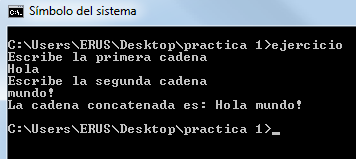 Símbolo del sistema
C:\Users\ERUS\Desktop\practica 1>ejercicio
Escribe la primera cadena
Hola
Escribe la segunda cadena
mundo!
La cadena concatenada es: Hola mundo!
C:\Users\ERUS\Desktop\practica 1>_